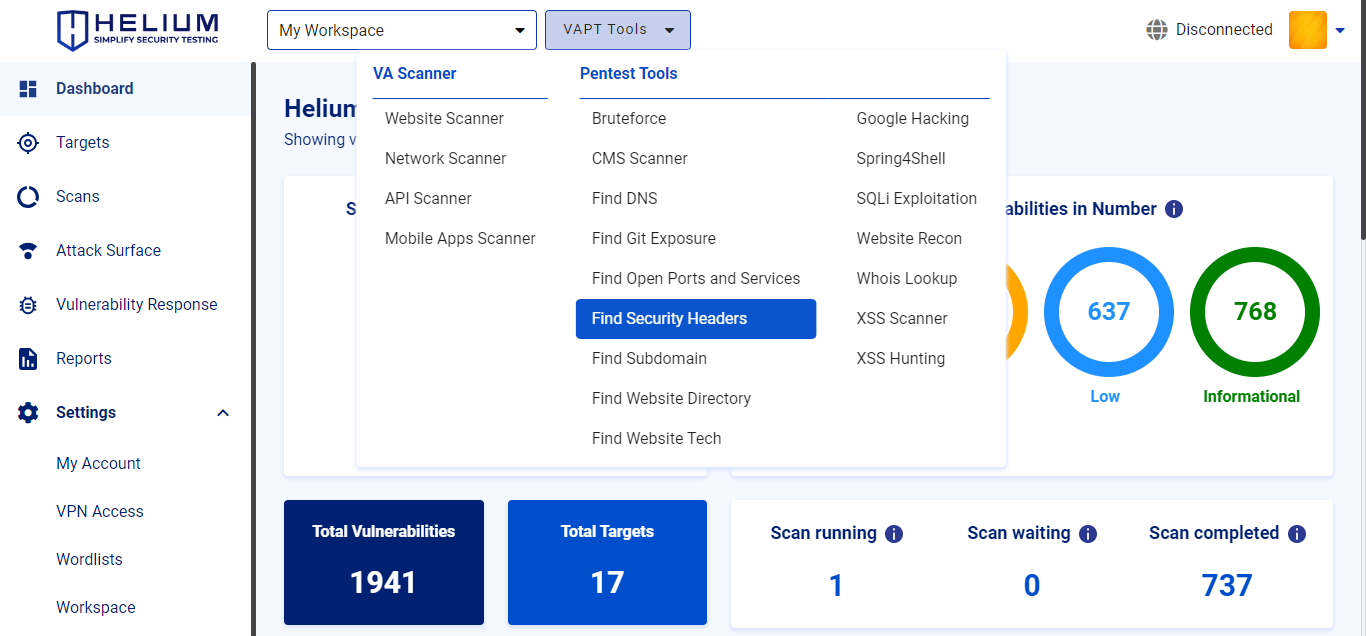 HELIUM
SIMPLIFY SECURITY TESTING
My Workspace
VAPT Tools
Disconnected
Dashboard
Targets
Scans
Attack Surface
Vulnerability Response
Reports
Settings
My Account
VPN Access
Wordlists
Workspace
VA Scanner
Website Scanner
Network Scanner
API Scanner
Mobile Apps Scanner
Pentest Tools
Bruteforce
CMS Scanner
Find DNS
Find Git Exposure
Find Open Ports and Services
Find Security Headers
Find Subdomain
Find Website Directory
Find Website Tech
Google Hacking
Spring4Shell
SQLi Exploitation
Website Recon
Whois Lookup
XSS Scanner
XSS Hunting
Helium
Showing v
S
abilities in Number
637
Low
768
Informational
Total Vulnerabilities
1941
Total Targets
17
Scan running
1
Scan waiting
0
Scan completed
737